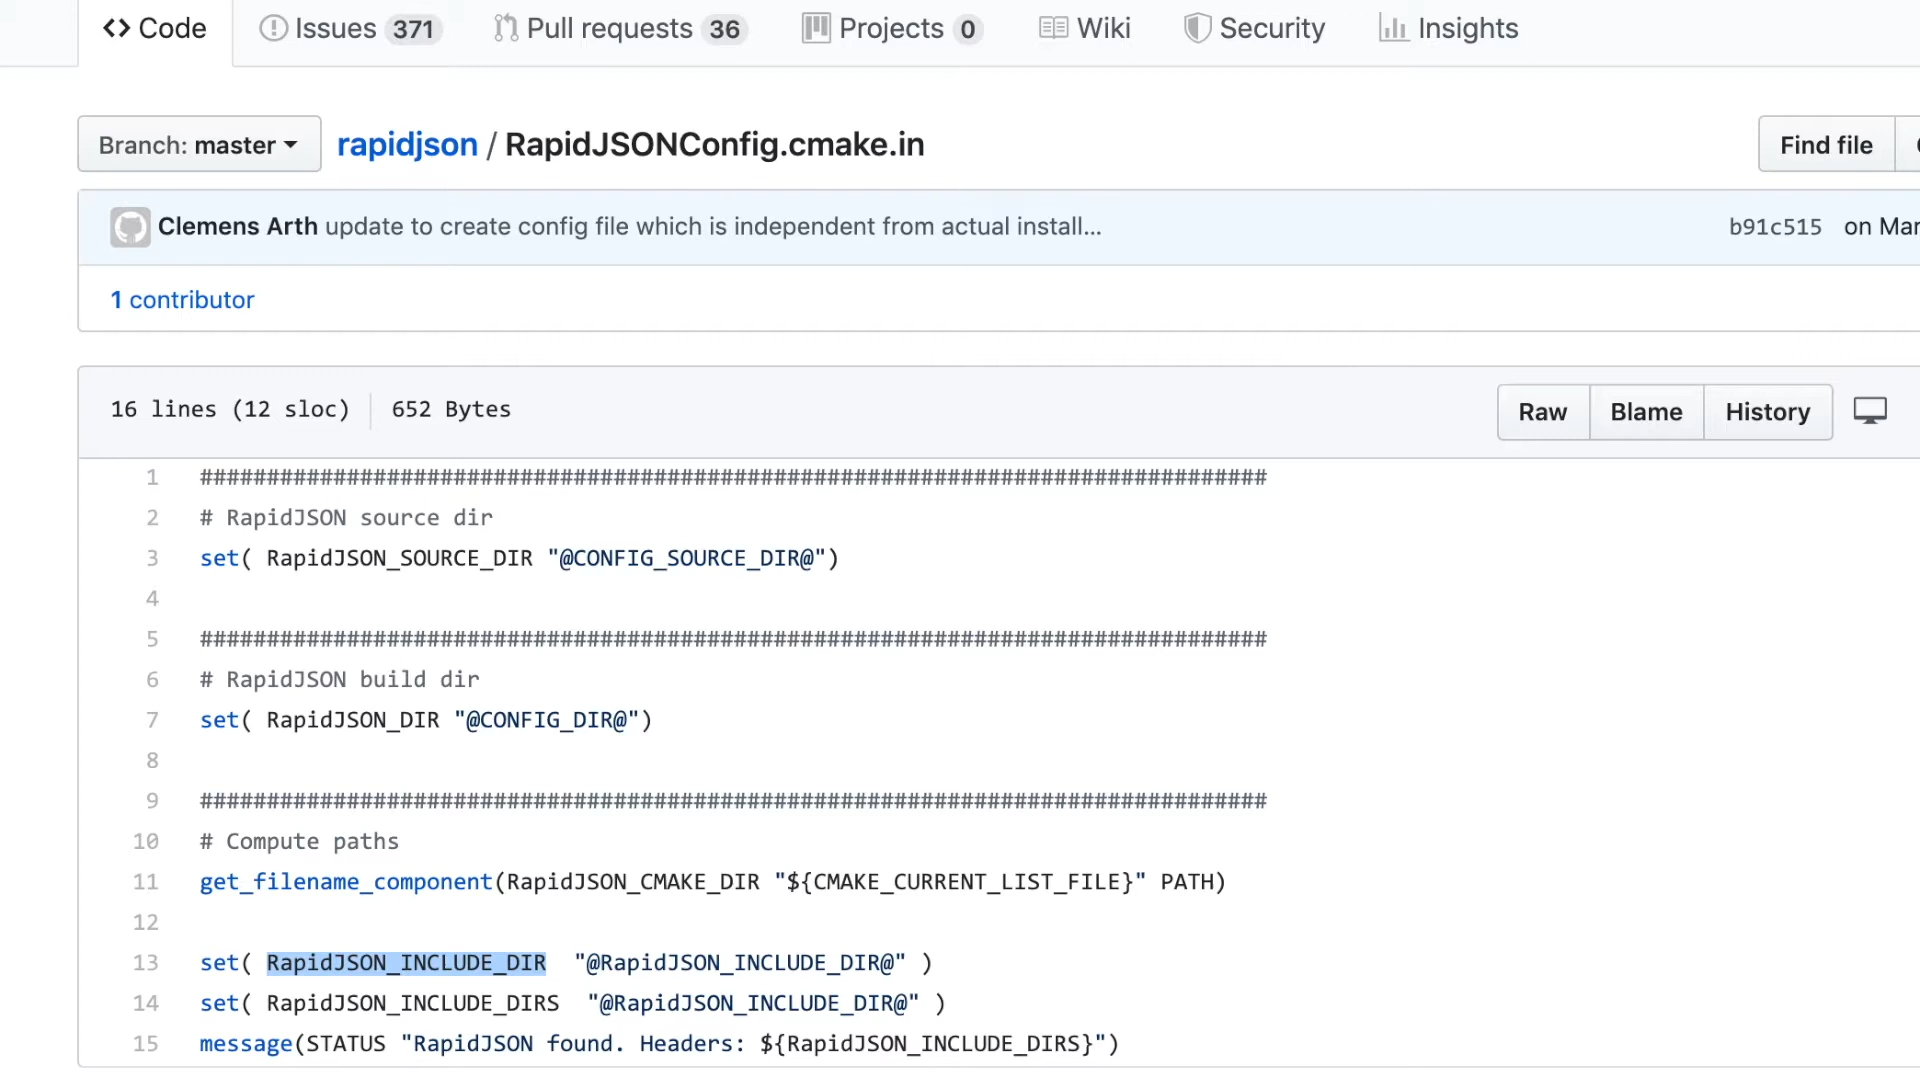 Code Issues 371 Pull requests 36 Projects 0 Wiki Security Insights
Branch: master rapidjson / RapidJSONConfig.cmake.in Find file
Clemens Arth update to create config file which is independent from actual install... b91c515 on Mar
1 contributor
16 lines (12 sloc) 652 Bytes Raw Blame History
1 ################################################################################
2 # RapidJSON source dir
3 set( RapidJSON_SOURCE_DIR "@CONFIG_SOURCE_DIR@")
4
5 ################################################################################
6 # RapidJSON build dir
7 set( RapidJSON_DIR "@CONFIG_DIR@")
8
9 ################################################################################
10 # Compute paths
11 get_filename_component(RapidJSON_CMAKE_DIR "${CMAKE_CURRENT_LIST_FILE}" PATH)
12
13 set( RapidJSON_INCLUDE_DIR  "@RapidJSON_INCLUDE_DIR@" )
14 set( RapidJSON_INCLUDE_DIRS  "@RapidJSON_INCLUDE_DIR@" )
15 message(STATUS "RapidJSON found. Headers: ${RapidJSON_INCLUDE_DIRS}")